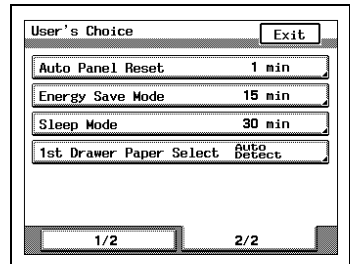 User's Choice Exit
Auto Panel Reset 1 min
Energy Save Mode 15 min
Sleep Mode 30 min
1st Drawer Paper Select Auto Detect
1/2 2/2